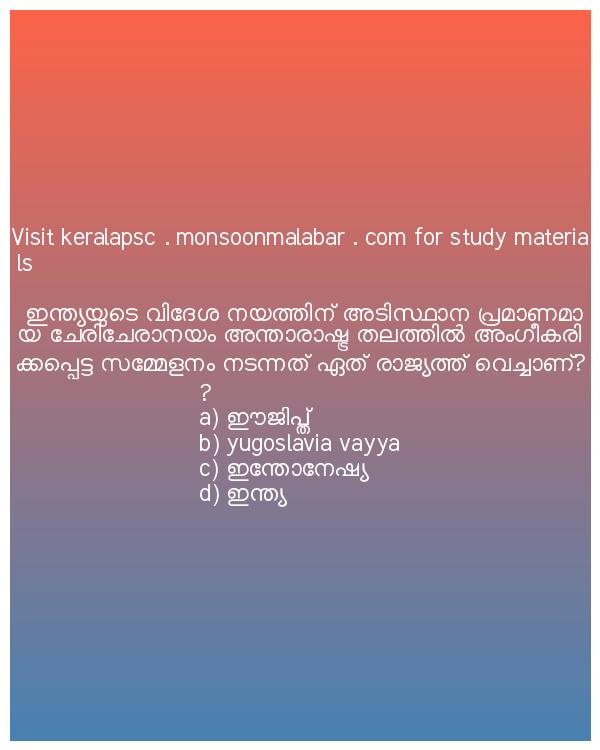 Visit keralapsc . monsoonmalabar . com for study materia
ls
ഇന്ത്യയുടെ വിദേശ നയത്തിന് അടിസ്ഥാന പ്രമാണമാ
യ ചേരിചേരാനയം അന്താരാഷ്ട്ര തലത്തിൽ അംഗീകരി
ക്കപ്പെട്ട സമ്മേളനം നടന്നത് ഏത് രാജ്യത്ത് വെച്ചാണ്?
?
a) ഈജിപ്ത്
b) yugoslavia vayya
c) ഇന്തോനേഷ്യ
d) ഇന്ത്യ